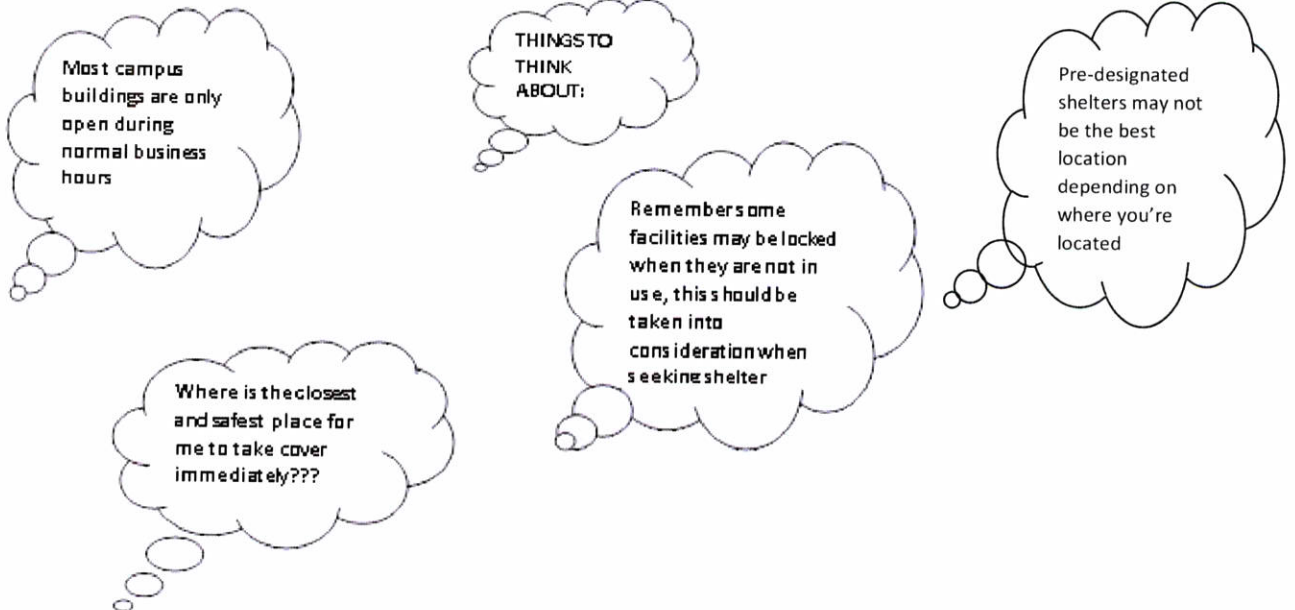 Most campus
buildings are only
open during
normal business
hours
THINGS TO
THINK
ABOUT:
Pre-designated
shelters may not
be the best
location
depending on
where you're
located
Remember some
facilities may be locked
when they are not in
use, this should be
taken into
consideration when
seeking shelter
Where is the closest
and safest place for
me to take cover
immediately???